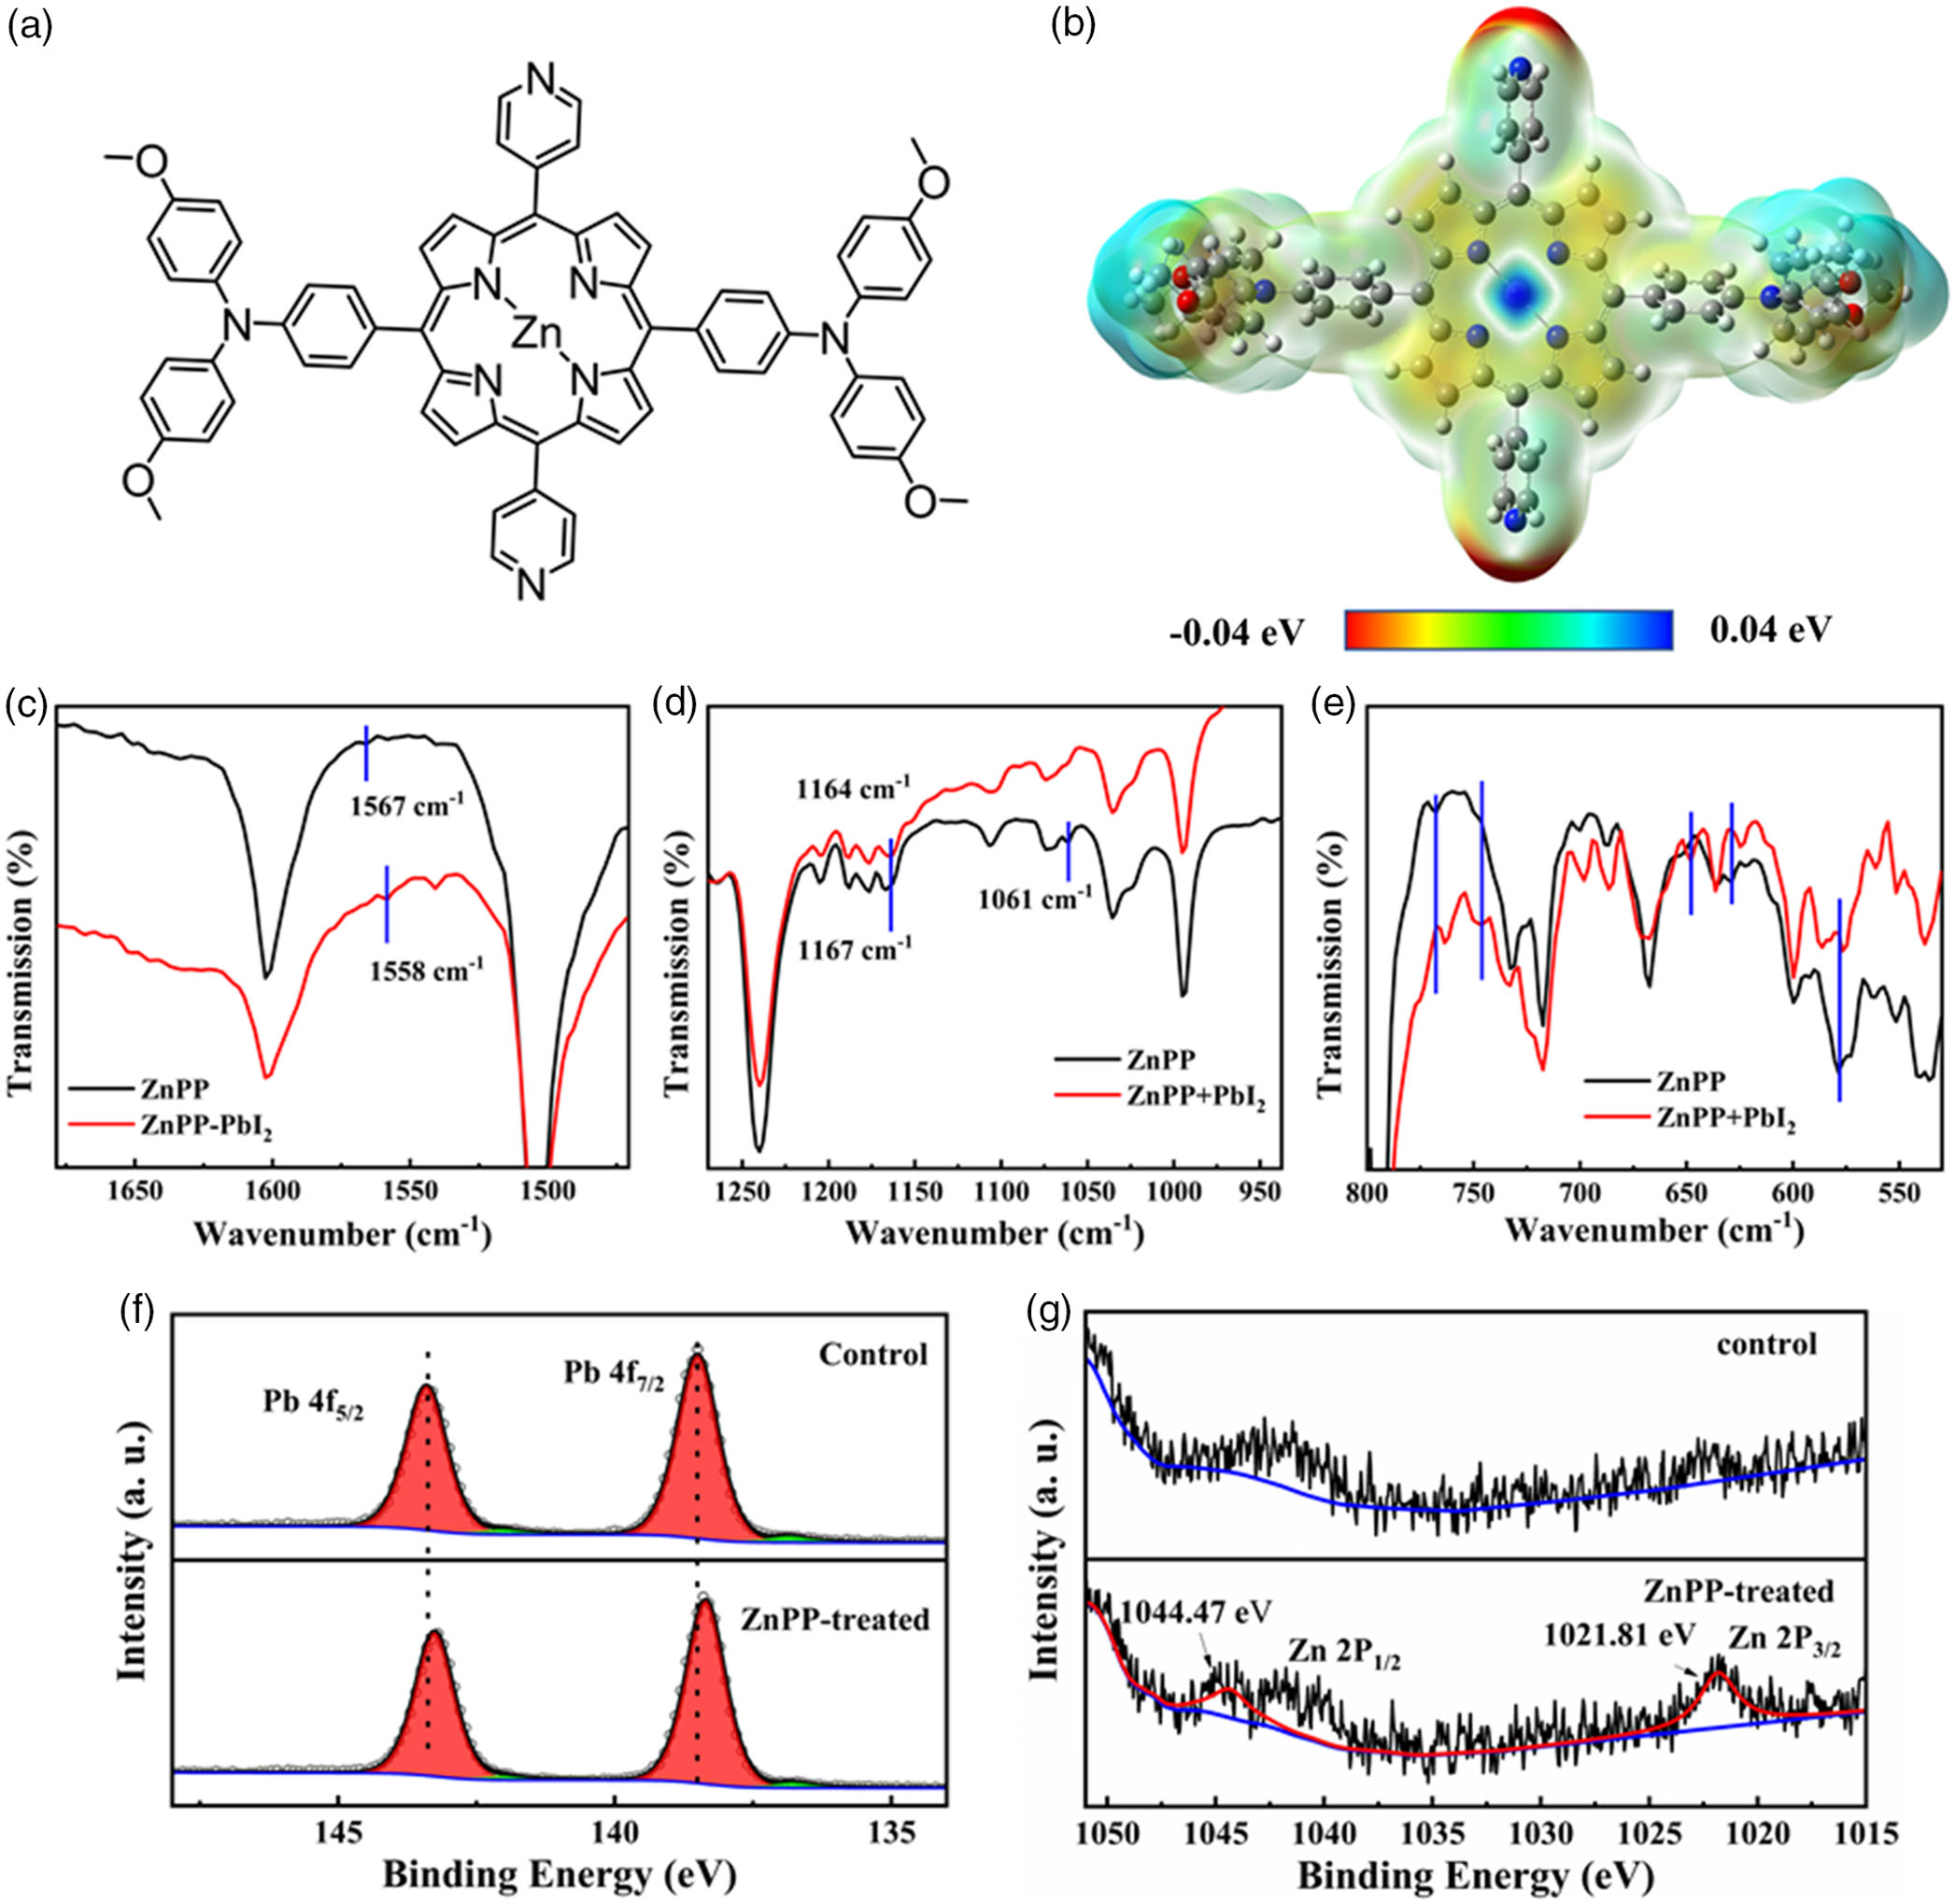 (a)
N
O
O
N
N
N
Zn
N
N
N
N
O
O
N
(b)
-0.04 eV
0.04 eV
(c)
1567 cm⁻¹
1558 cm⁻¹
ZnPP
ZnPP-PbI₂
Transmission (%)
1650 1600 1550 1500
Wavenumber (cm⁻¹)
(d)
1164 cm⁻¹
1061 cm⁻¹
1167 cm⁻¹
ZnPP
ZnPP+PbI₂
Transmission (%)
1250 1200 1150 1100 1050 1000 950
Wavenumber (cm⁻¹)
(e)
ZnPP
ZnPP+PbI₂
Transmission (%)
800 750 700 650 600 550
Wavenumber (cm⁻¹)
(f)
Control
Pb 4f₇/₂
Pb 4f₅/₂
ZnPP-treated
Intensity (a. u.)
145 140 135
Binding Energy (eV)
(g)
control
ZnPP-treated
1044.47 eV
Zn 2P₁/₂
1021.81 eV
Zn 2P₃/₂
Intensity (a. u.)
1050 1045 1040 1035 1030 1025 1020 1015
Binding Energy (eV)